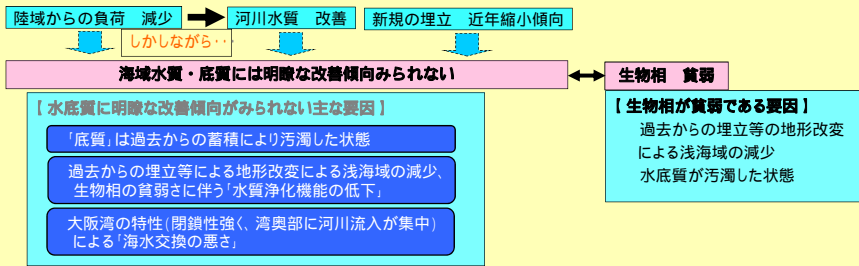 陸域からの負荷　減少
河川水質　改善
新規の埋立　近年縮小傾向
しかしながら‥
海域水質・底質には明瞭な改善傾向みられない
生物相　貧弱
【 水底質に明瞭な改善傾向がみられない主な要因 】
「底質」は過去からの蓄積により汚濁した状態
過去からの埋立等による地形改変による浅海域の減少、
生物相の貧弱さに伴う「水質浄化機能の低下」
大阪湾の特性(閉鎖性強く、湾奥部に河川流入が集中)
による「海水交換の悪さ」
【 生物相が貧弱である要因 】
過去からの埋立等の地形改変
による浅海域の減少
水底質が汚濁した状態